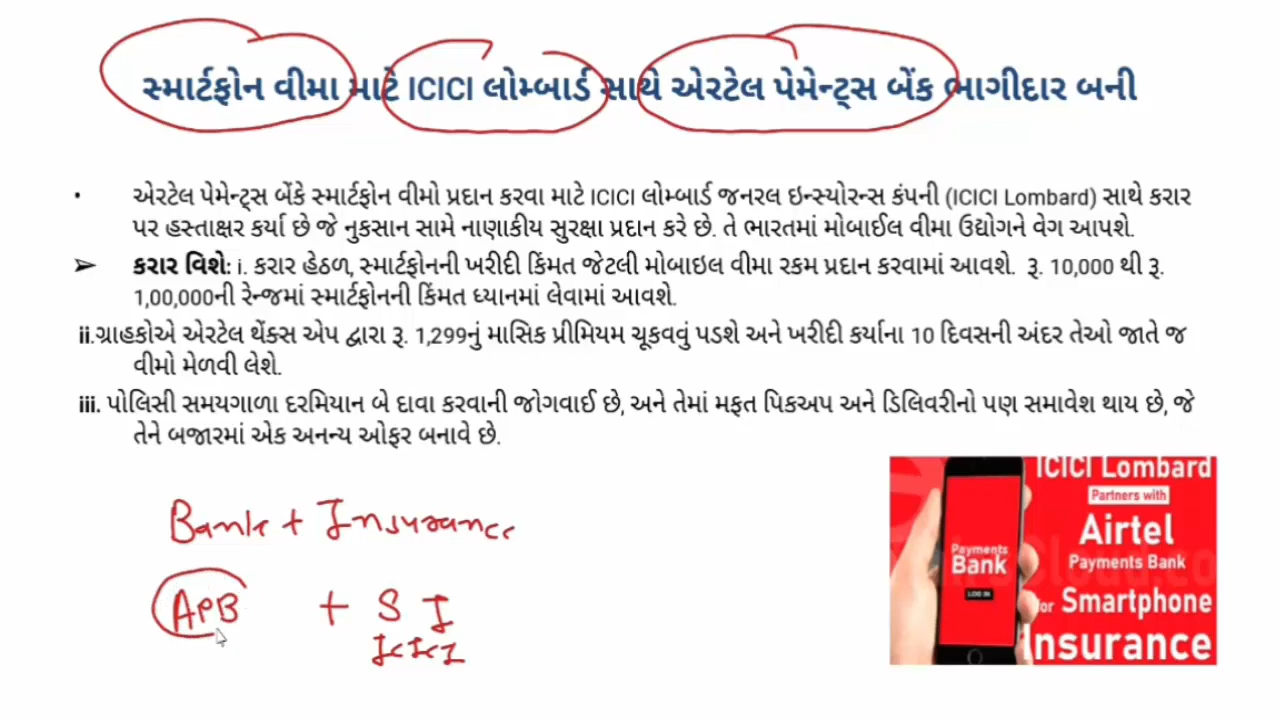 સ્માર્ટફોન વીમા માટે ICICI લોમ્બાર્ડ સાથે એરટેલ પેમેન્ટ્સ બેંક ભાગીદાર બની
• એરટેલ પેમેન્ટ્સ બેંકે સ્માર્ટફોન વીમો પ્રદાન કરવા માટે ICICI લોમ્બાર્ડ જનરલ ઇન્સ્યોરન્સ કંપની (ICICI Lombard) સાથે કરાર
પર હસ્તાક્ષર કર્યા છે જે નુકસાન સામે નાણાકીય સુરક્ષા પ્રદાન કરે છે. તે ભારતમાં મોબાઈલ વીમા ઉદ્યોગને વેગ આપશે.
➢ કરાર વિશે: i. કરાર હેઠળ, સ્માર્ટફોનની ખરીદી કિંમત જેટલી મોબાઇલ વીમા રકમ પ્રદાન કરવામાં આવશે. રૂ. 10,000 થી રૂ.
1,00,000ની રેન્જમાં સ્માર્ટફોનની કિંમત ધ્યાનમાં લેવામાં આવશે.
ii.ગ્રાહકોએ એરટેલ થેંક્સ એપ દ્વારા રૂ. 1,299નું માસિક પ્રીમિયમ ચૂકવવું પડશે અને ખરીદી કર્યાના 10 દિવસની અંદર તેઓ જાતે જ
વીમો મેળવી લેશે.
iii. પોલિસી સમયગાળા દરમિયાન બે દાવા કરવાની જોગવાઈ છે, અને તેમાં મફત પિકઅપ અને ડિલિવરીનો પણ સમાવેશ થાય છે, જે
તેને બજારમાં એક અનન્ય ઓફર બનાવે છે.
Bank + Insurance
APB + S I
ICICI
ICICI Lombard
Partners with
Airtel
Payments Bank
for Smartphone
Insurance
Payments
Bank
LOG IN